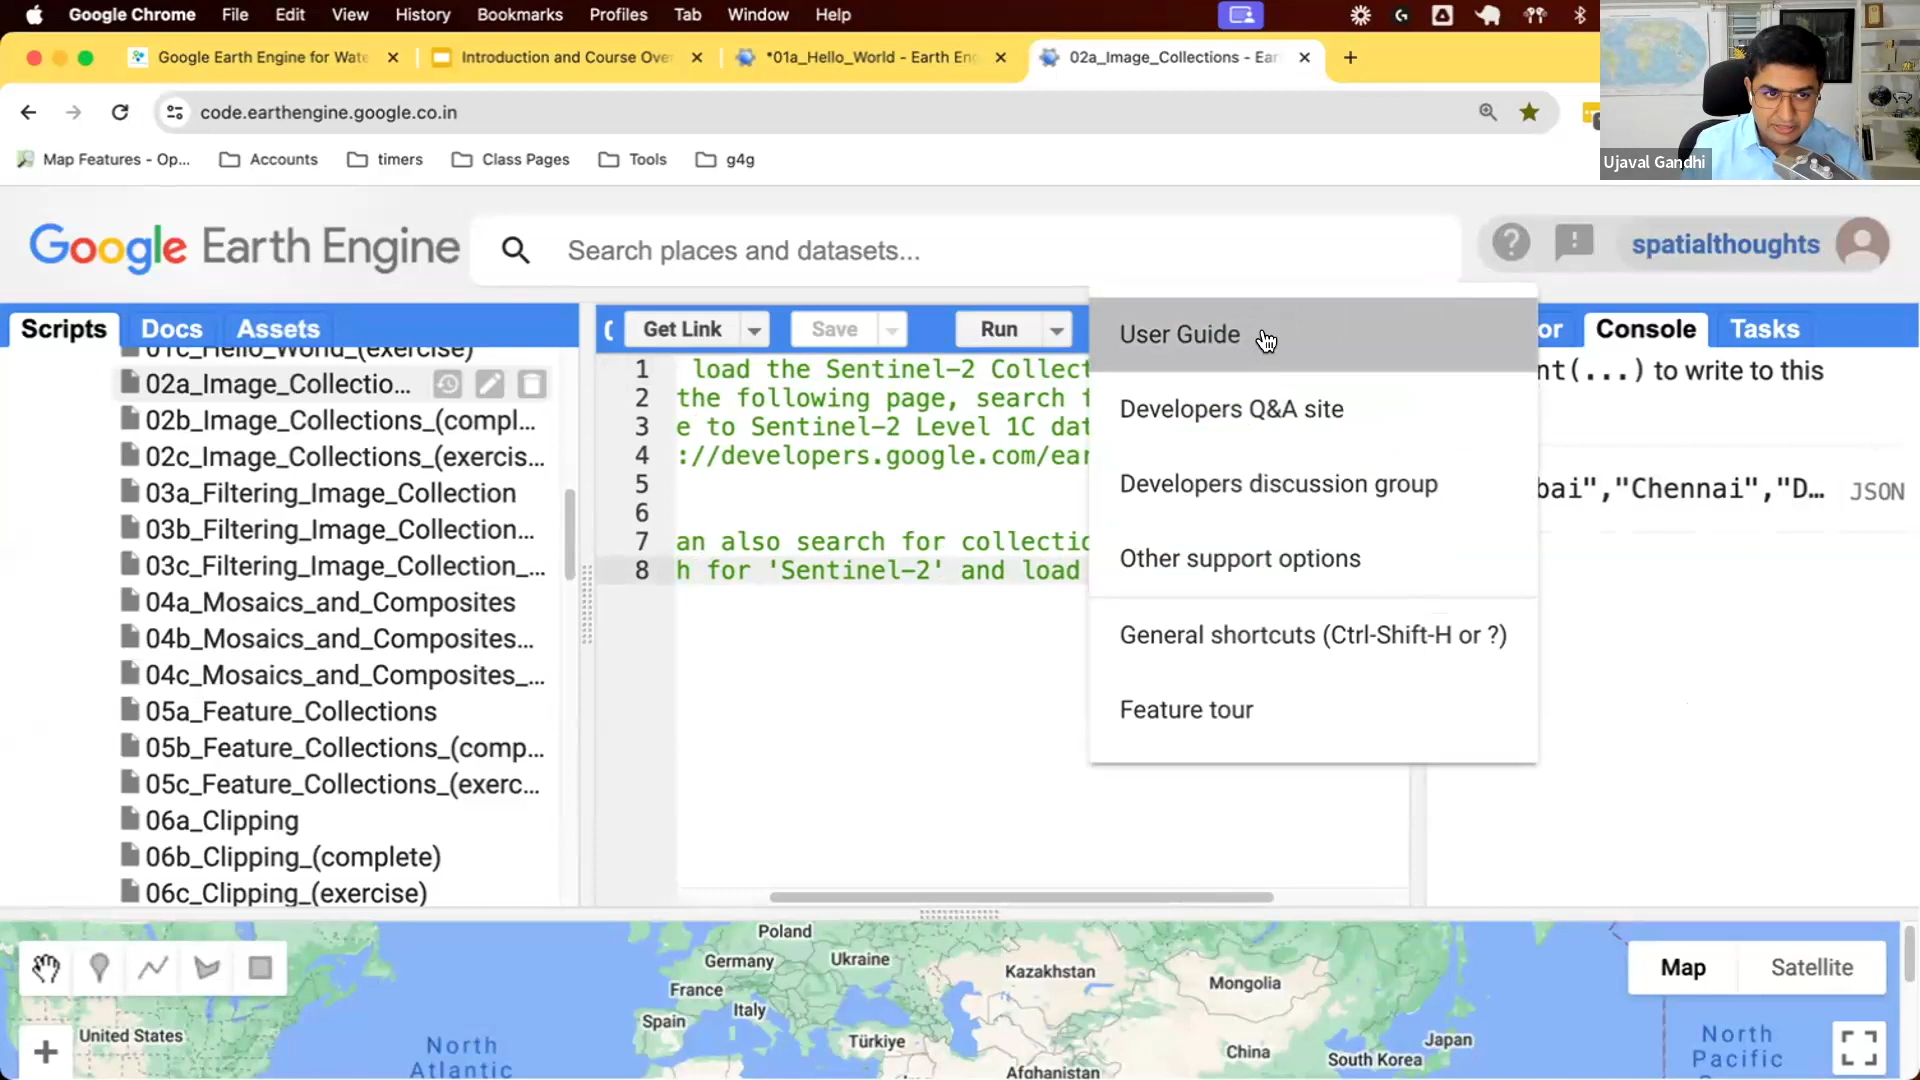 Google Chrome File Edit View History Bookmarks Profiles Tab Window Help
Google Earth Engine for Wate
Introduction and Course Over
*01a_Hello_World - Earth Eng
02a_Image_Collections - Ear
code.earthengine.google.co.in
Map Features - Op... Accounts timers Class Pages Tools g4g
Ujaval Gandhi
Google Earth Engine
Search places and datasets...
spatialthoughts
Scripts Docs Assets
Get Link Save Run
or Console Tasks
01c_Hello_World_(exercise)
02a_Image_Collectio...
02b_Image_Collections_(compl...
02c_Image_Collections_(exercis...
03a_Filtering_Image_Collection
03b_Filtering_Image_Collection...
03c_Filtering_Image_Collection_...
04a_Mosaics_and_Composites
04b_Mosaics_and_Composites...
04c_Mosaics_and_Composites_...
05a_Feature_Collections
05b_Feature_Collections_(comp...
05c_Feature_Collections_(exerc...
06a_Clipping
06b_Clipping_(complete)
06c_Clipping_(exercise)
1 load the Sentinel-2 Collect
2 the following page, search f
3 e to Sentinel-2 Level 1C dat
4 ://developers.google.com/ear
5
6
7 an also search for collectio
8 h for 'Sentinel-2' and load
User Guide
Developers Q&A site
Developers discussion group
Other support options
General shortcuts (Ctrl-Shift-H or ?)
Feature tour
nt(...) to write to this
bai","Chennai","D... JSON
Map Satellite
Poland
Germany
Ukraine
France
Italy
Spain
Türkiye
Kazakhstan
Mongolia
China
South Korea
Japan
Afghanistan
United States
North
Atlantic
North
Pacific